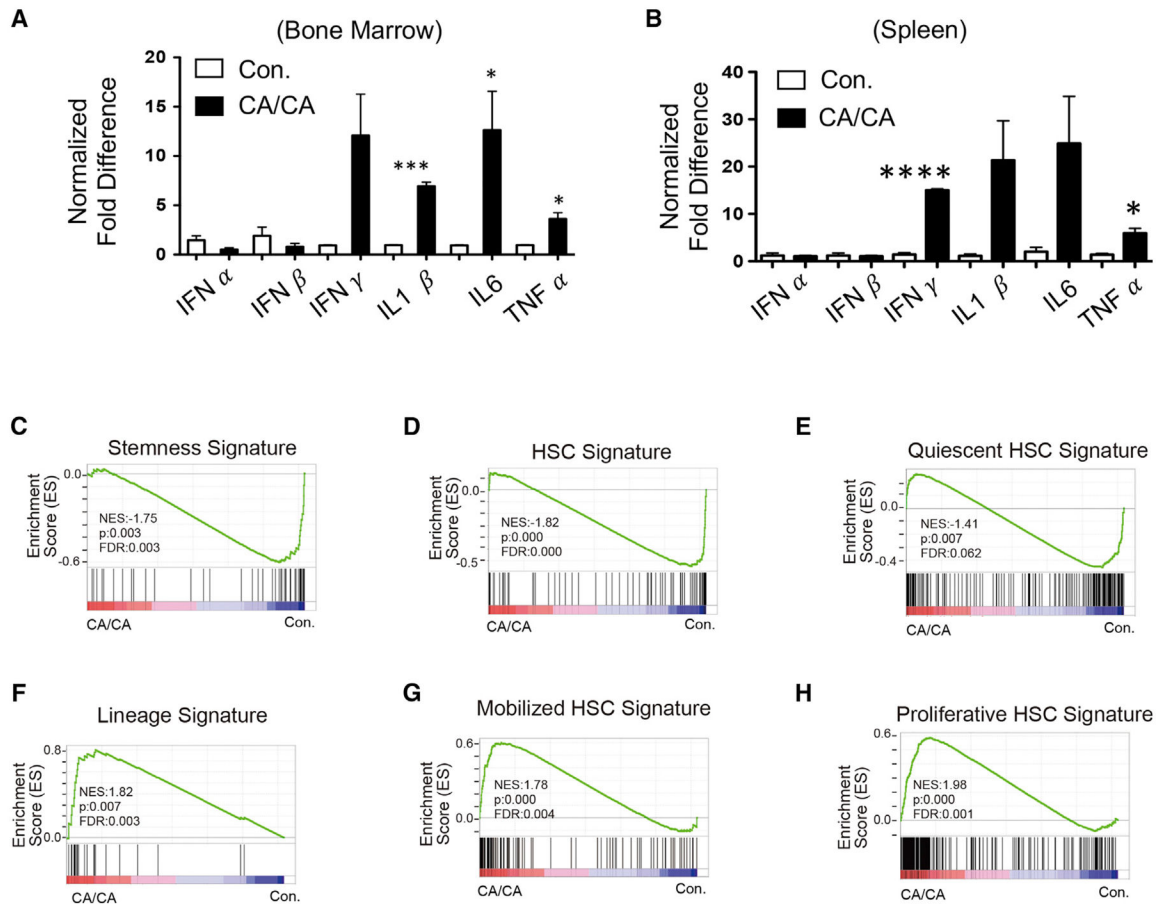 A
(Bone Marrow)
Normalized
Fold Difference
20
15
10
5
0
Con.
CA/CA
***
*
*
IFN α
IFN β
IFN γ
IL1 β
IL6
TNF α
B
(Spleen)
Normalized
Fold Difference
40
30
20
10
0
Con.
CA/CA
****
*
IFN α
IFN β
IFN γ
IL1 β
IL6
TNF α
C
Stemness Signature
Enrichment
Score (ES)
0.0
-0.6
NES:-1.75
p:0.003
FDR:0.003
CA/CA
Con.
D
HSC Signature
Enrichment
Score (ES)
0.0
-0.5
NES:-1.82
p:0.000
FDR:0.000
CA/CA
Con.
E
Quiescent HSC Signature
Enrichment
Score (ES)
0.0
-0.4
NES:-1.41
p:0.007
FDR:0.062
CA/CA
Con.
F
Lineage Signature
Enrichment
Score (ES)
0.8
0.0
NES:1.82
p:0.007
FDR:0.003
CA/CA
Con.
G
Mobilized HSC Signature
Enrichment
Score (ES)
0.6
0.0
NES:1.78
p:0.000
FDR:0.004
CA/CA
Con.
H
Proliferative HSC Signature
Enrichment
Score (ES)
0.6
0.0
NES:1.98
p:0.000
FDR:0.001
CA/CA
Con.